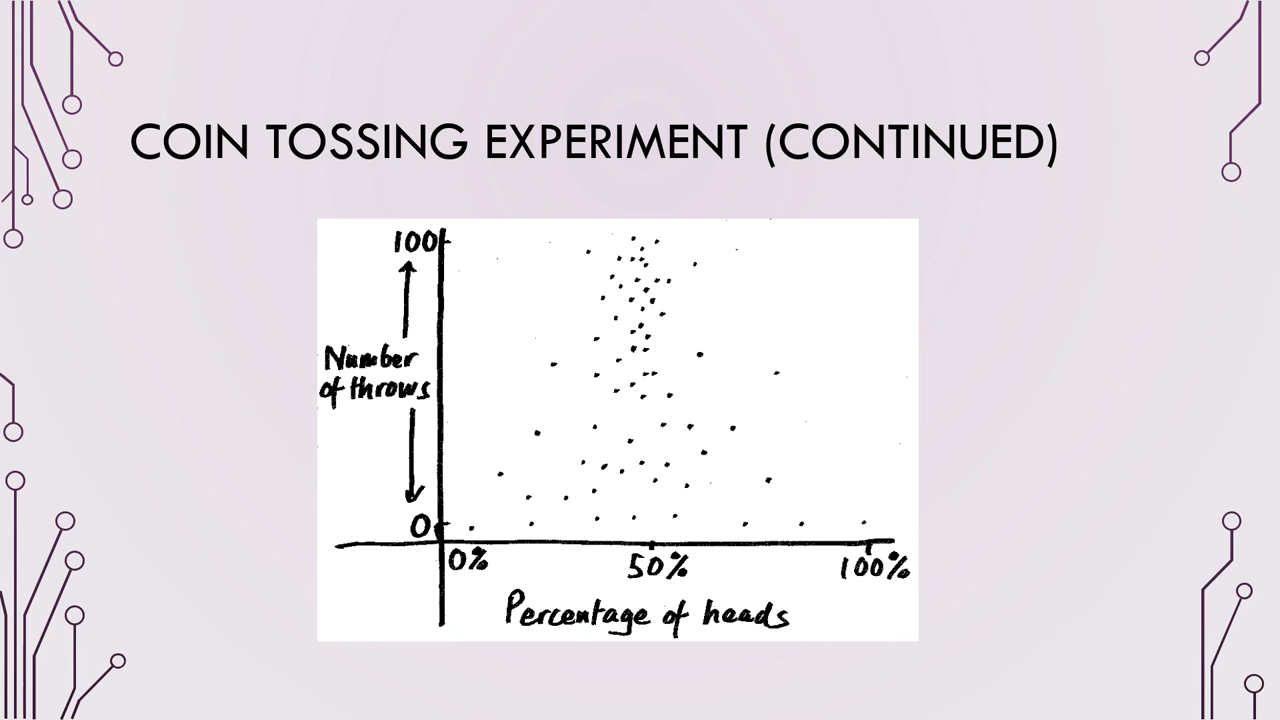 COIN TOSSING EXPERIMENT (CONTINUED)
100
Number
of throws
0
0%
50%
100%
Percentage of heads